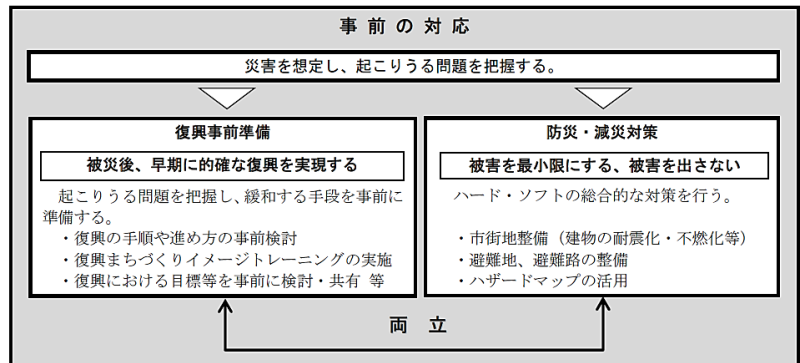 事前の対応
災害を想定し、起こりうる問題を把握する。
復興事前準備
被災後、早期に的確な復興を実現する
起こりうる問題を把握し、緩和する手段を事前に
準備する。
・復興の手順や進め方の事前検討
・復興まちづくりイメージトレーニングの実施
・復興における目標等を事前に検討・共有 等
防災・減災対策
被害を最小限にする、被害を出さない
ハード・ソフトの総合的な対策を行う。
・市街地整備（建物の耐震化・不燃化等）
・避難地、避難路の整備
・ハザードマップの活用
両立